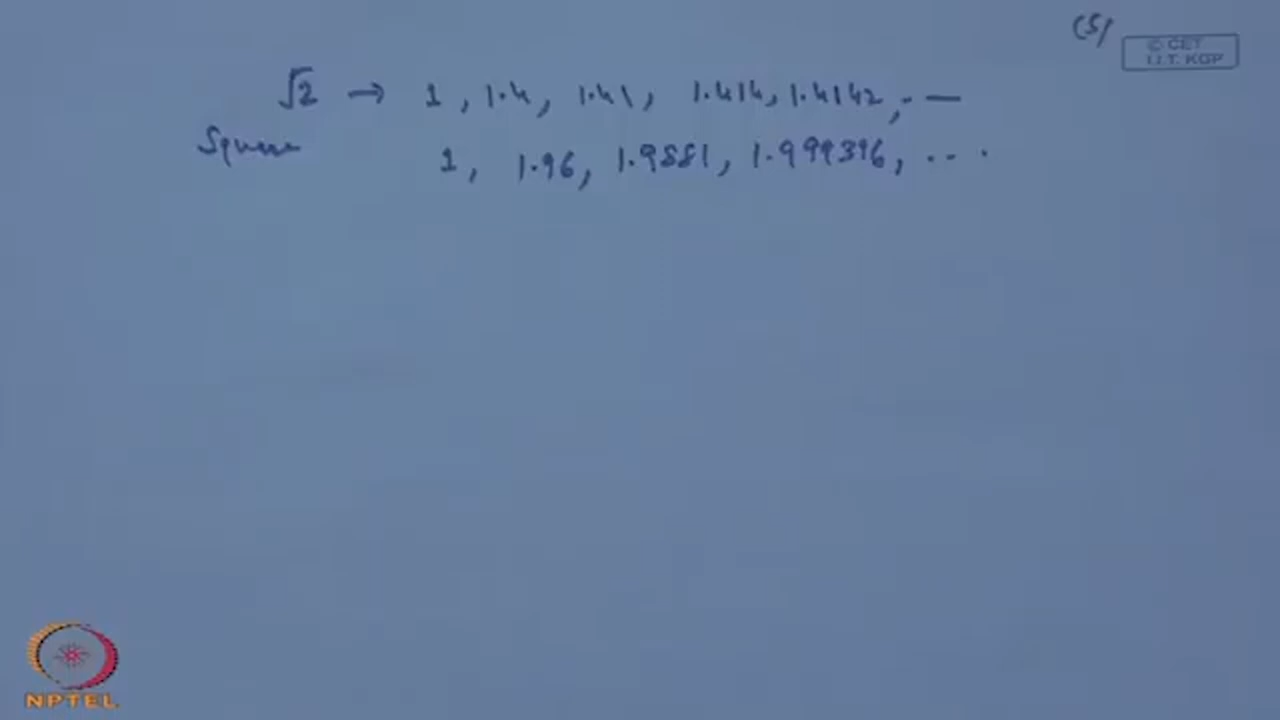 (5)
© CET
I.I.T. KGP
√2 → 1, 1.4, 1.41, 1.414, 1.4142, - —
Square 1, 1.96, 1.9881, 1.999396, ....
NPTEL